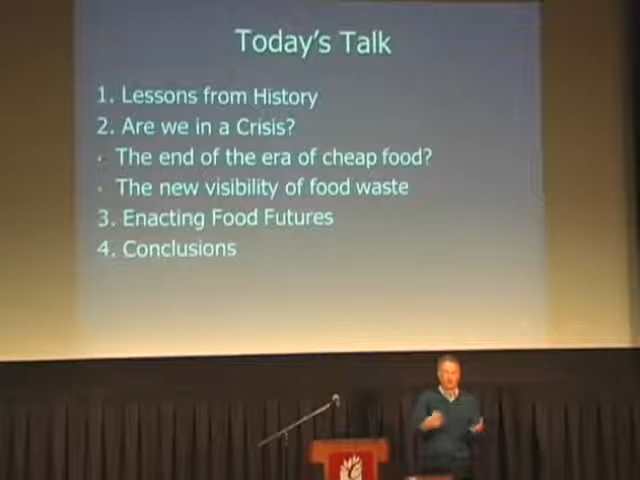 Today's Talk
1. Lessons from History
2. Are we in a Crisis?
· The end of the era of cheap food?
· The new visibility of food waste
3. Enacting Food Futures
4. Conclusions